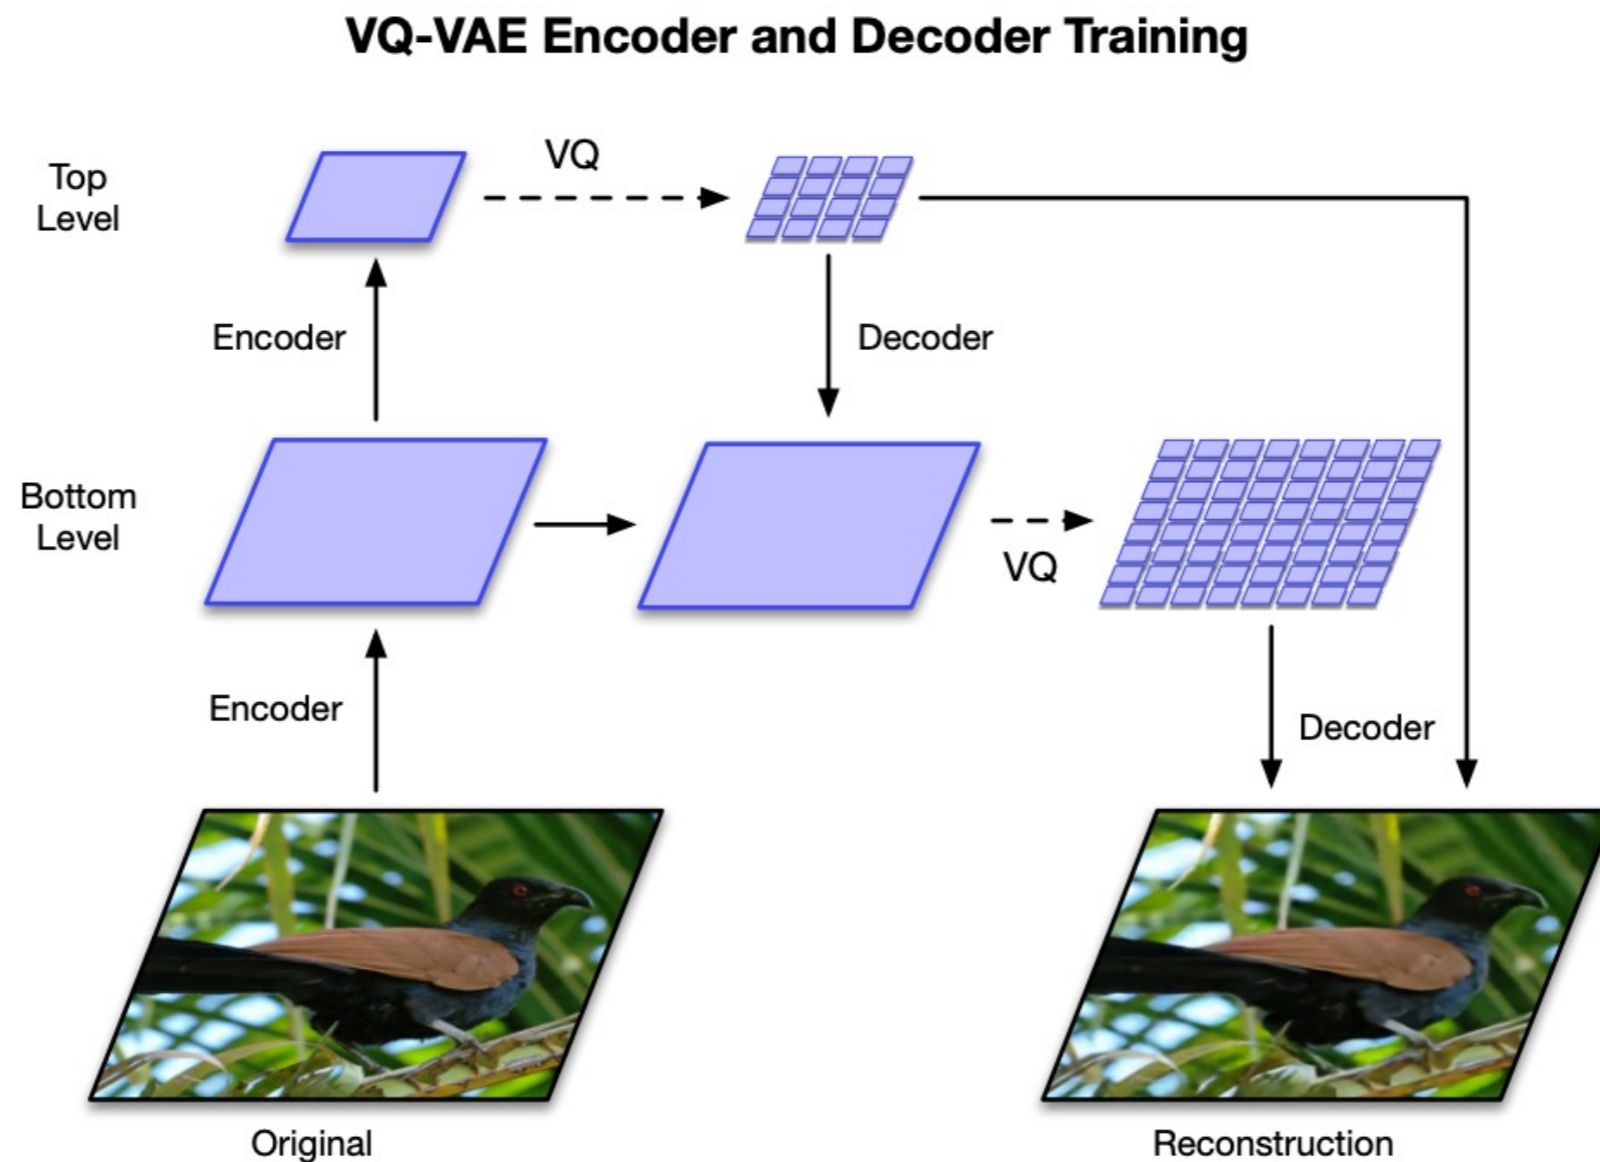 VQ-VAE Encoder and Decoder Training
VQ
Top
Level
Encoder
Decoder
Bottom
Level
VQ
Encoder
Decoder
Original
Reconstruction